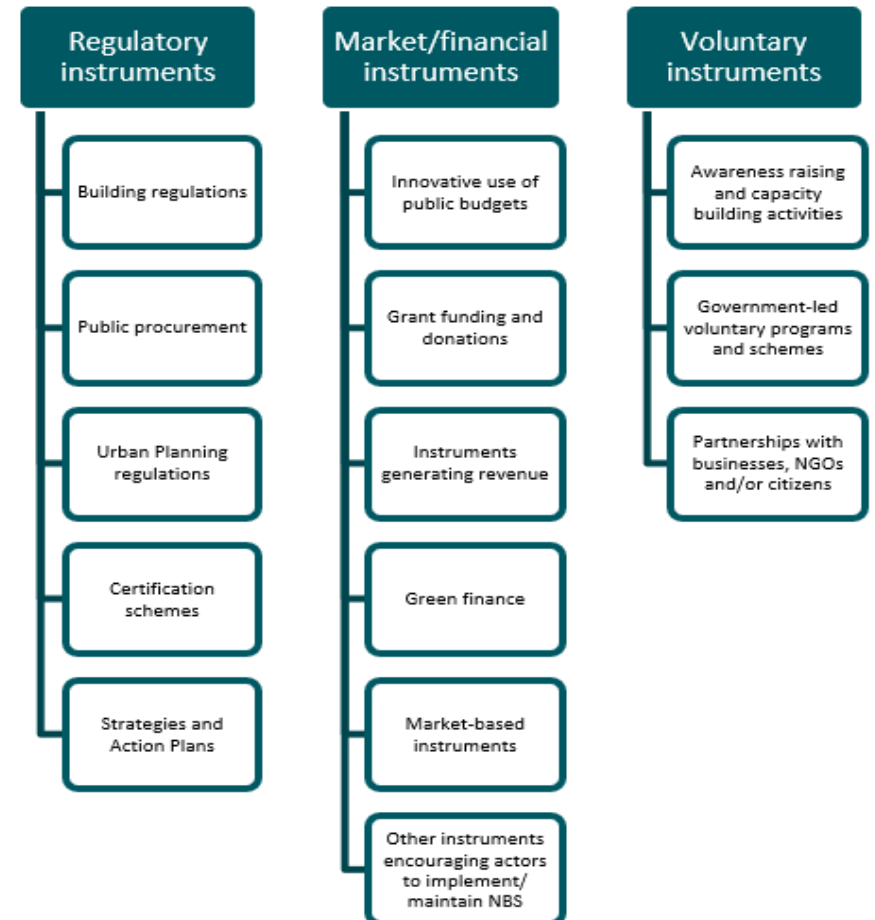 Regulatory
instruments
Building regulations
Public procurement
Urban Planning
regulations
Certification
schemes
Strategies and
Action Plans
Market/financial
instruments
Innovative use of
public budgets
Grant funding and
donations
Instruments
generating revenue
Green finance
Market-based
instruments
Other instruments
encouraging actors
to implement/
maintain NBS
Voluntary
instruments
Awareness raising
and capacity
building activities
Government-led
voluntary programs
and schemes
Partnerships with
businesses, NGOs
and/or citizens